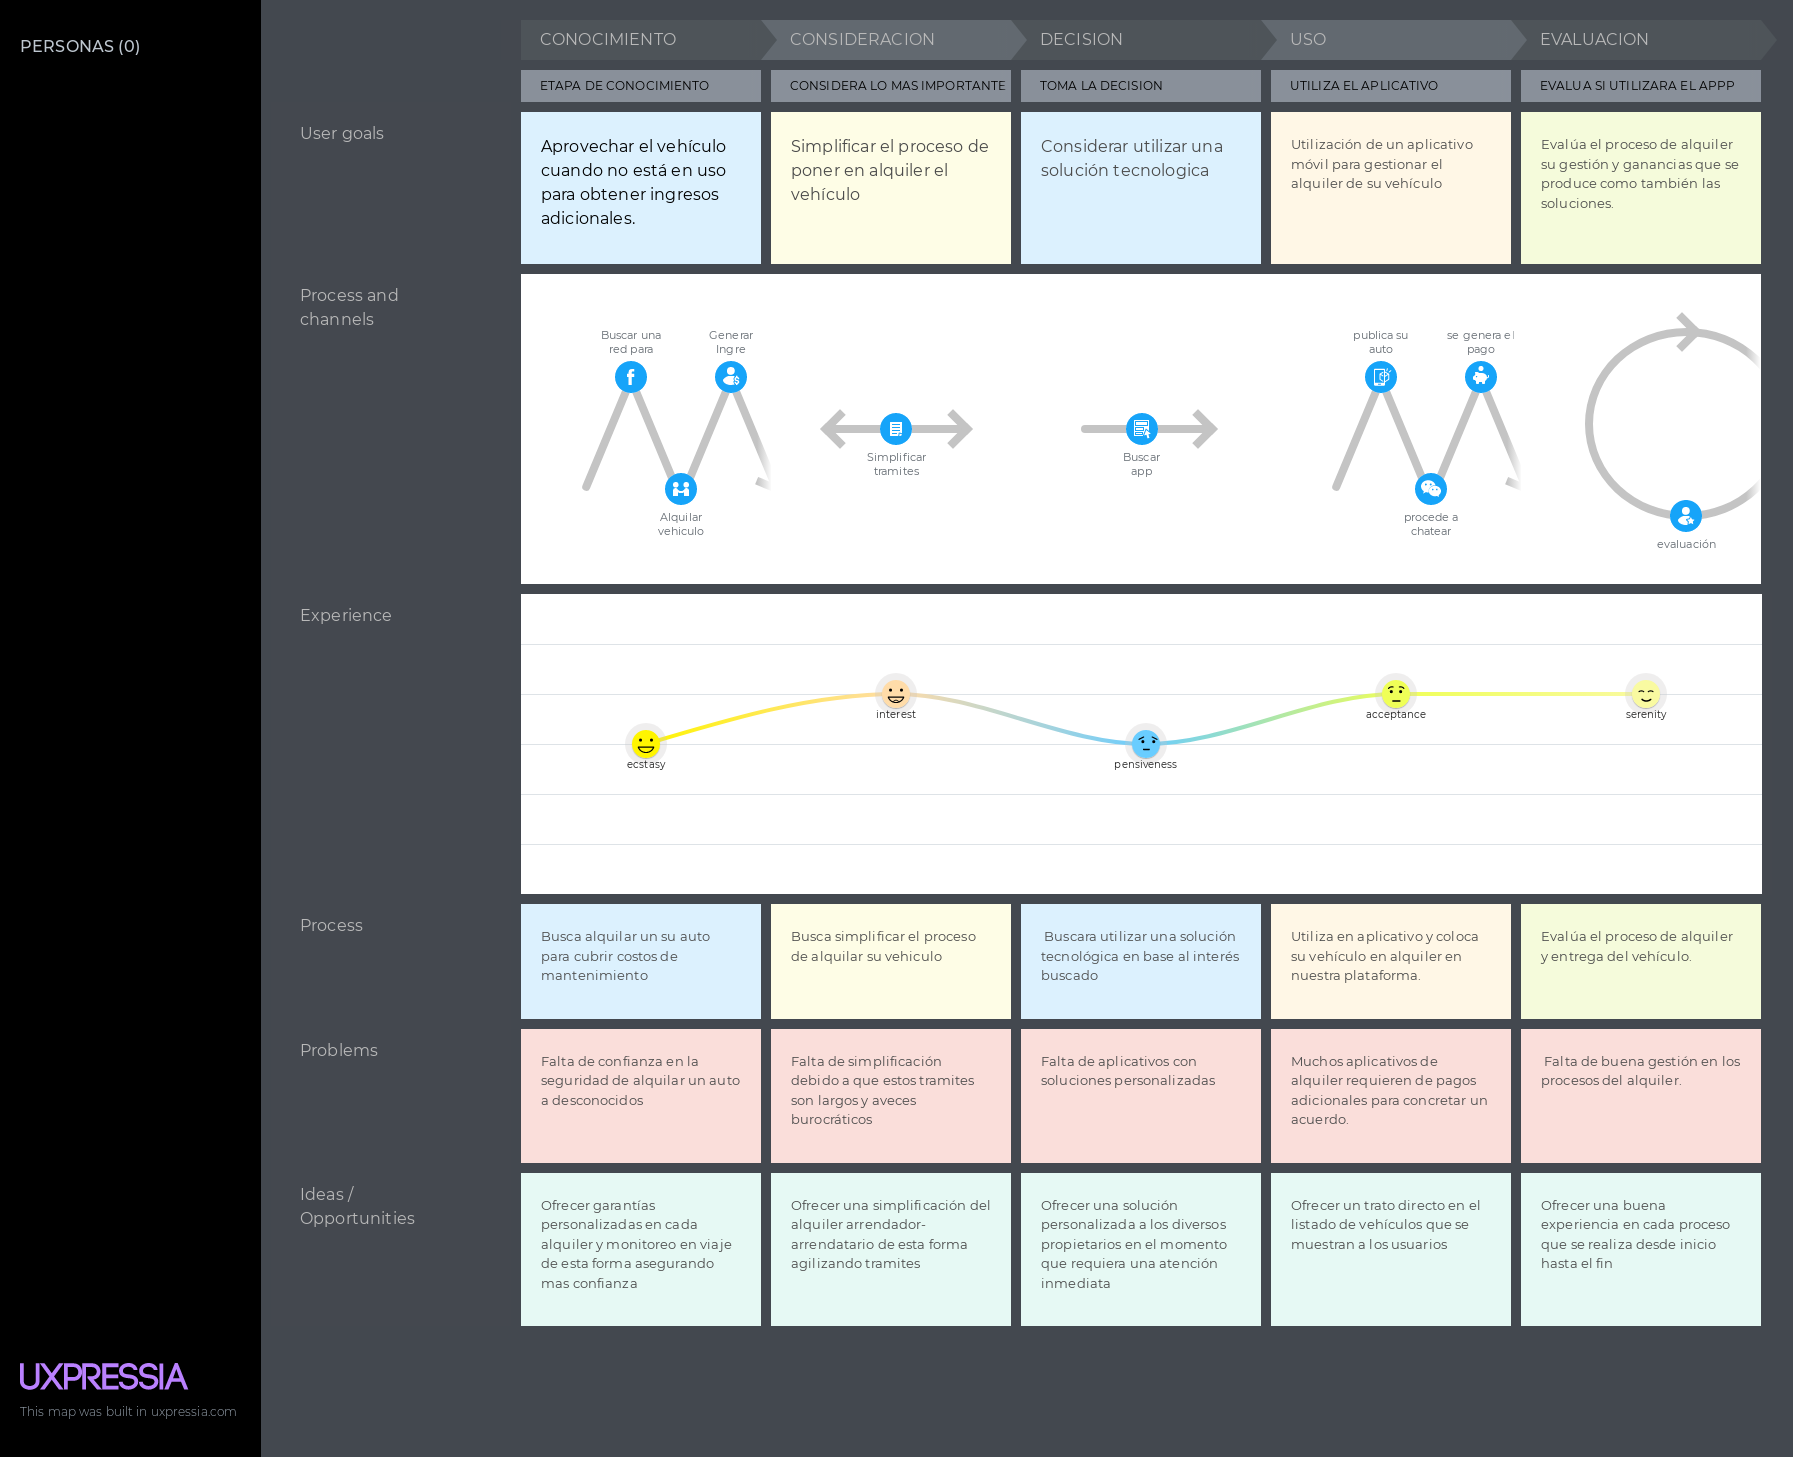 PERSONAS (0)
CONOCIMIENTO
CONSIDERACION
DECISION
USO
EVALUACION
ETAPA DE CONOCIMIENTO
CONSIDERA LO MAS IMPORTANTE
TOMA LA DECISION
UTILIZA EL APLICATIVO
EVALUA SI UTILIZARA EL APPP
User goals
Aprovechar el vehículo
cuando no está en uso
para obtener ingresos
adicionales.
Simplificar el proceso de
poner en alquiler el
vehículo
Considerar utilizar una
solución tecnologica
Utilización de un aplicativo
móvil para gestionar el
alquiler de su vehículo
Evalúa el proceso de alquiler
su gestión y ganancias que se
produce como también las
soluciones.
Process and
channels
Buscar una
red para
Generar
Ingre
Alquilar
vehiculo
Simplificar
tramites
Buscar
app
publica su
auto
se genera el
pago
procede a
chatear
evaluación
Experience
ecstasy
interest
pensiveness
acceptance
serenity
Process
Busca alquilar un su auto
para cubrir costos de
mantenimiento
Busca simplificar el proceso
de alquilar su vehiculo
Buscara utilizar una solución
tecnológica en base al interés
buscado
Utiliza en aplicativo y coloca
su vehículo en alquiler en
nuestra plataforma.
Evalúa el proceso de alquiler
y entrega del vehículo.
Problems
Falta de confianza en la
seguridad de alquilar un auto
a desconocidos
Falta de simplificación
debido a que estos tramites
son largos y aveces
burocráticos
Falta de aplicativos con
soluciones personalizadas
Muchos aplicativos de
alquiler requieren de pagos
adicionales para concretar un
acuerdo.
Falta de buena gestión en los
procesos del alquiler.
Ideas /
Opportunities
Ofrecer garantías
personalizadas en cada
alquiler y monitoreo en viaje
de esta forma asegurando
mas confianza
Ofrecer una simplificación del
alquiler arrendador-
arrendatario de esta forma
agilizando tramites
Ofrecer una solución
personalizada a los diversos
propietarios en el momento
que requiera una atención
inmediata
Ofrecer un trato directo en el
listado de vehículos que se
muestran a los usuarios
Ofrecer una buena
experiencia en cada proceso
que se realiza desde inicio
hasta el fin
UXPRESSIA
This map was built in uxpressia.com